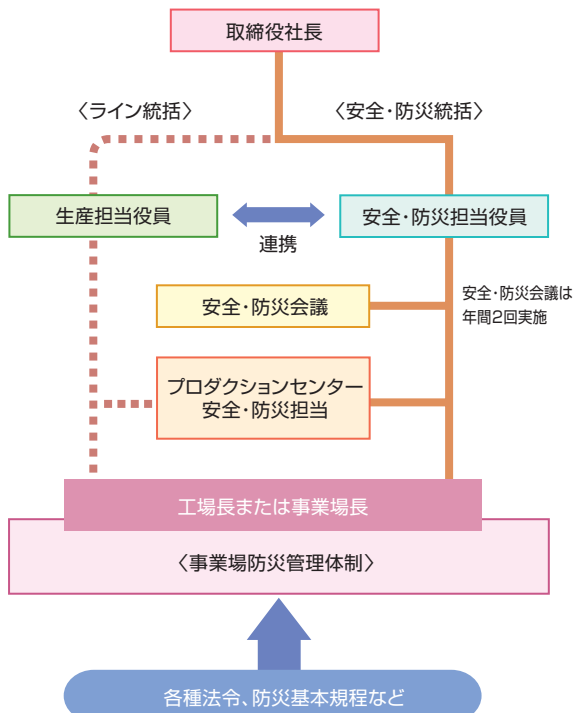 取締役社長
〈ライン統括〉
〈安全・防災統括〉
生産担当役員
連携
安全・防災担当役員
安全・防災会議
安全・防災会議は
年間2回実施
プロダクションセンター
安全・防災担当
工場長または事業場長
〈事業場防災管理体制〉
各種法令、防災基本規程など